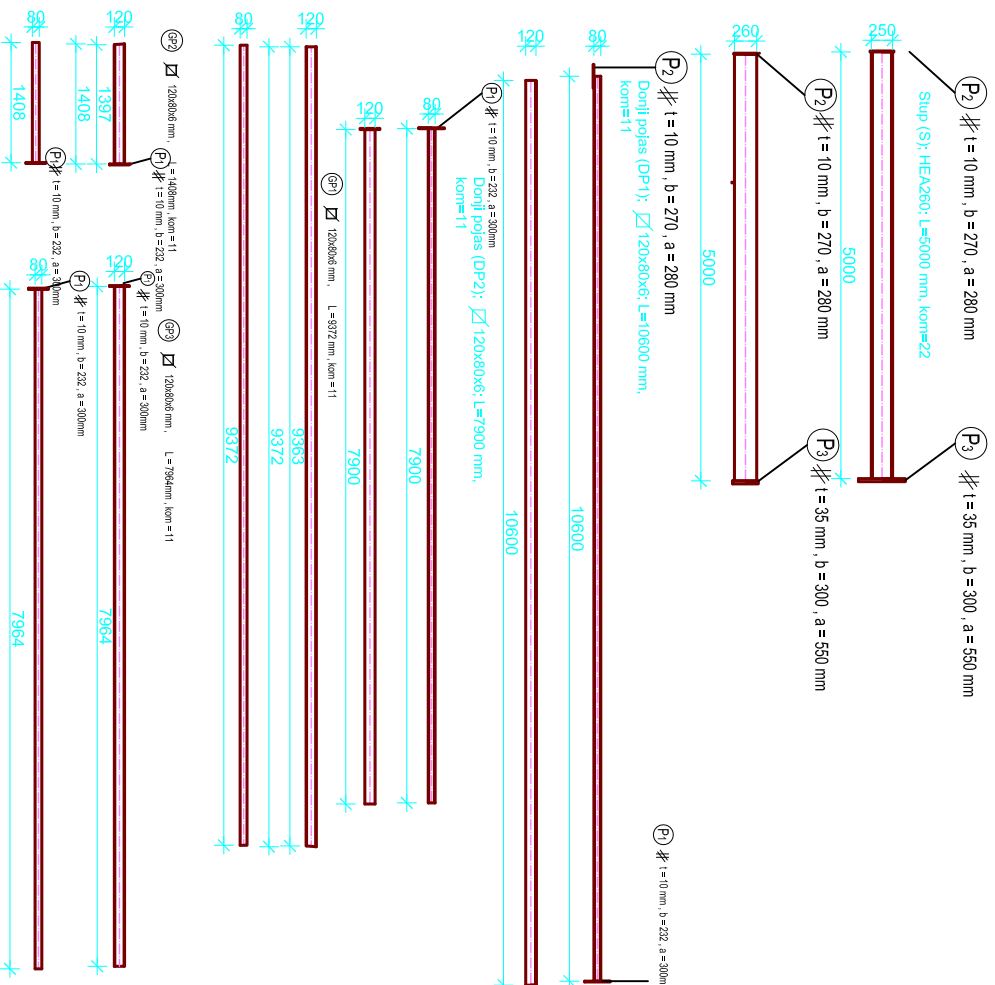 250
P2 t = 10 mm , b = 270 , a = 280 mm
Stup (S); HEA260; L=5000 mm, kom=22
5000
P3 t = 35 mm , b = 300 , a = 550 mm
260
P2 t = 10 mm , b = 270 , a = 280 mm
5000
P3 t = 35 mm , b = 300 , a = 550 mm
80
P2 t = 10 mm , b = 270 , a = 280 mm
Donji pojas (DP1); 120x80x6; L=10600 mm,
kom=11
10600
P1 t = 10 mm , b = 232 , a = 300m
120
10600
80
P1 t = 10 mm , b = 232 , a = 300mm
Donji pojas (DP2); 120x80x6; L=7900 mm,
kom=11
7900
120
7900
GP1 120x80x6 mm , L = 9372 mm , kom = 11
120
9363
9372
80
9372
GP2 120x80x6 mm , L = 1408mm , kom = 11
120
1397
1408
P1 t = 10 mm , b = 232 , a = 300mm
80
1408
P1 t = 10 mm , b = 232 , a = 300mm
GP3 120x80x6 mm , L = 7964mm , kom = 11
120
P1 t = 10 mm , b = 232 , a = 300mm
7964
80
P1 t = 10 mm , b = 232 , a = 300mm
7964